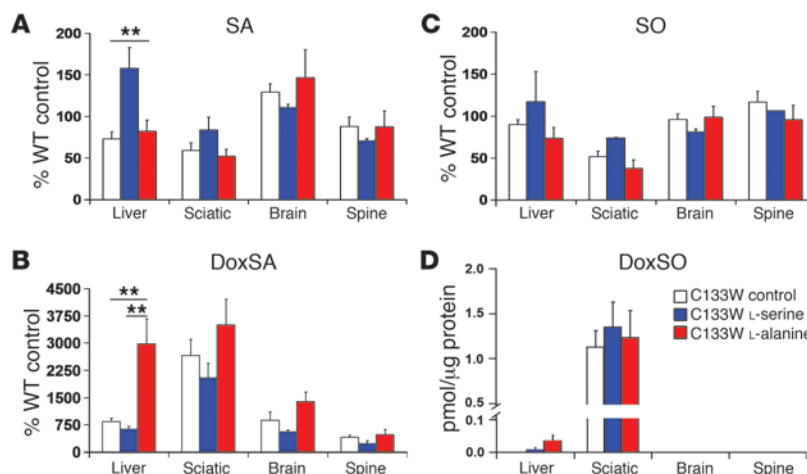 A
SA
**
% WT control
200
150
100
50
0
Liver Sciatic Brain Spine
C
SO
% WT control
200
150
100
50
0
Liver Sciatic Brain Spine
B
DoxSA
**
**
% WT control
4500
3750
3000
2250
1500
750
0
Liver Sciatic Brain Spine
D
DoxSO
C133W control
C133W L-serine
C133W L-alanine
pmol/µg protein
2.0
1.5
1.0
0.5
0.1
0.0
Liver Sciatic Brain Spine